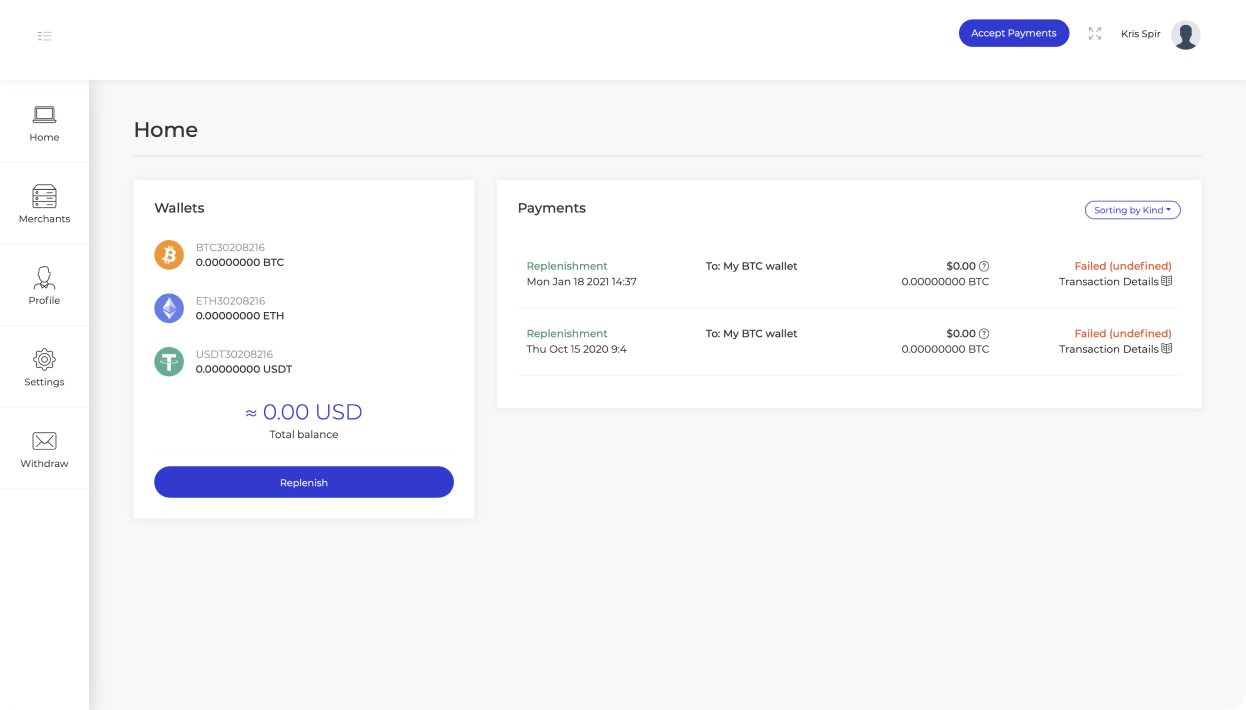 Accept Payments
Kris Spir
Home
Merchants
Profile
Settings
Withdraw
Home
Wallets
BTC30208216
0.00000000 BTC
ETH30208216
0.00000000 ETH
USDT30208216
0.00000000 USDT
≈ 0.00 USD
Total balance
Replenish
Payments
Sorting by Kind
Replenishment To: My BTC wallet $0.00 Failed (undefined)
Mon Jan 18 2021 14:37 0.00000000 BTC Transaction Details
Replenishment To: My BTC wallet $0.00 Failed (undefined)
Thu Oct 15 2020 9:4 0.00000000 BTC Transaction Details